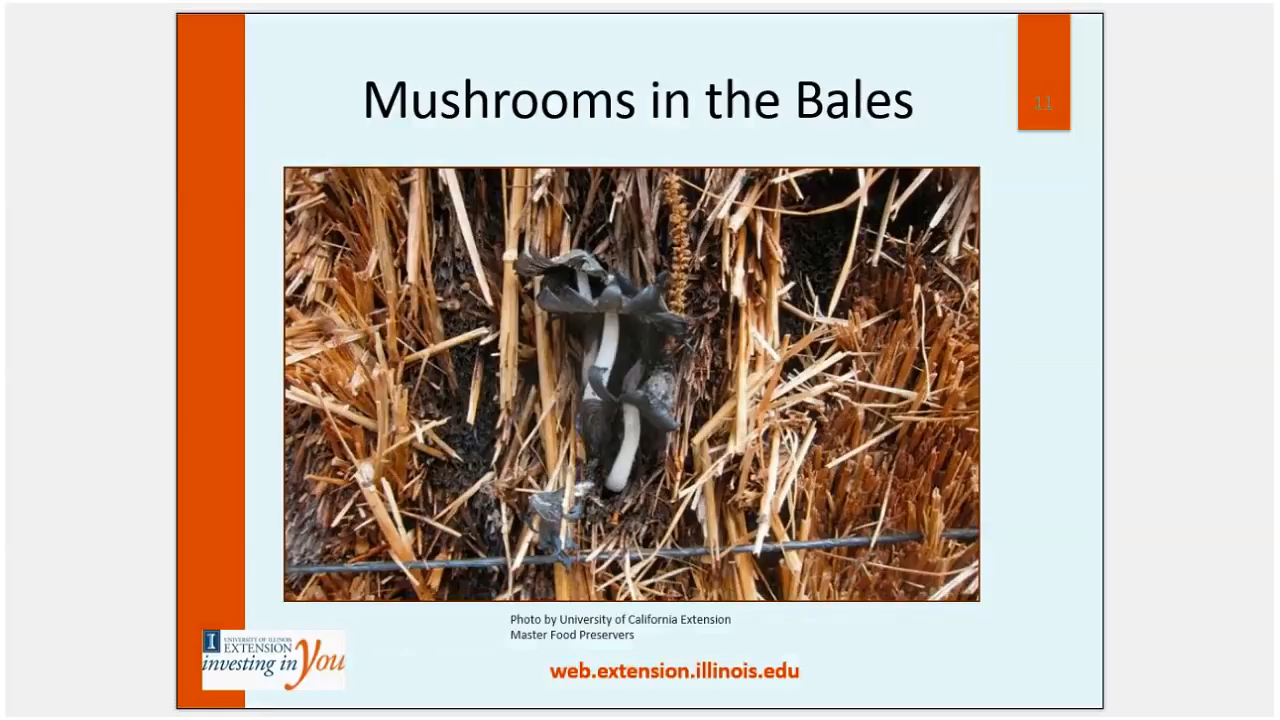 Mushrooms in the Bales
11
Photo by University of California Extension
Master Food Preservers
I
UNIVERSITY OF ILLINOIS
EXTENSION
investing in you
web.extension.illinois.edu